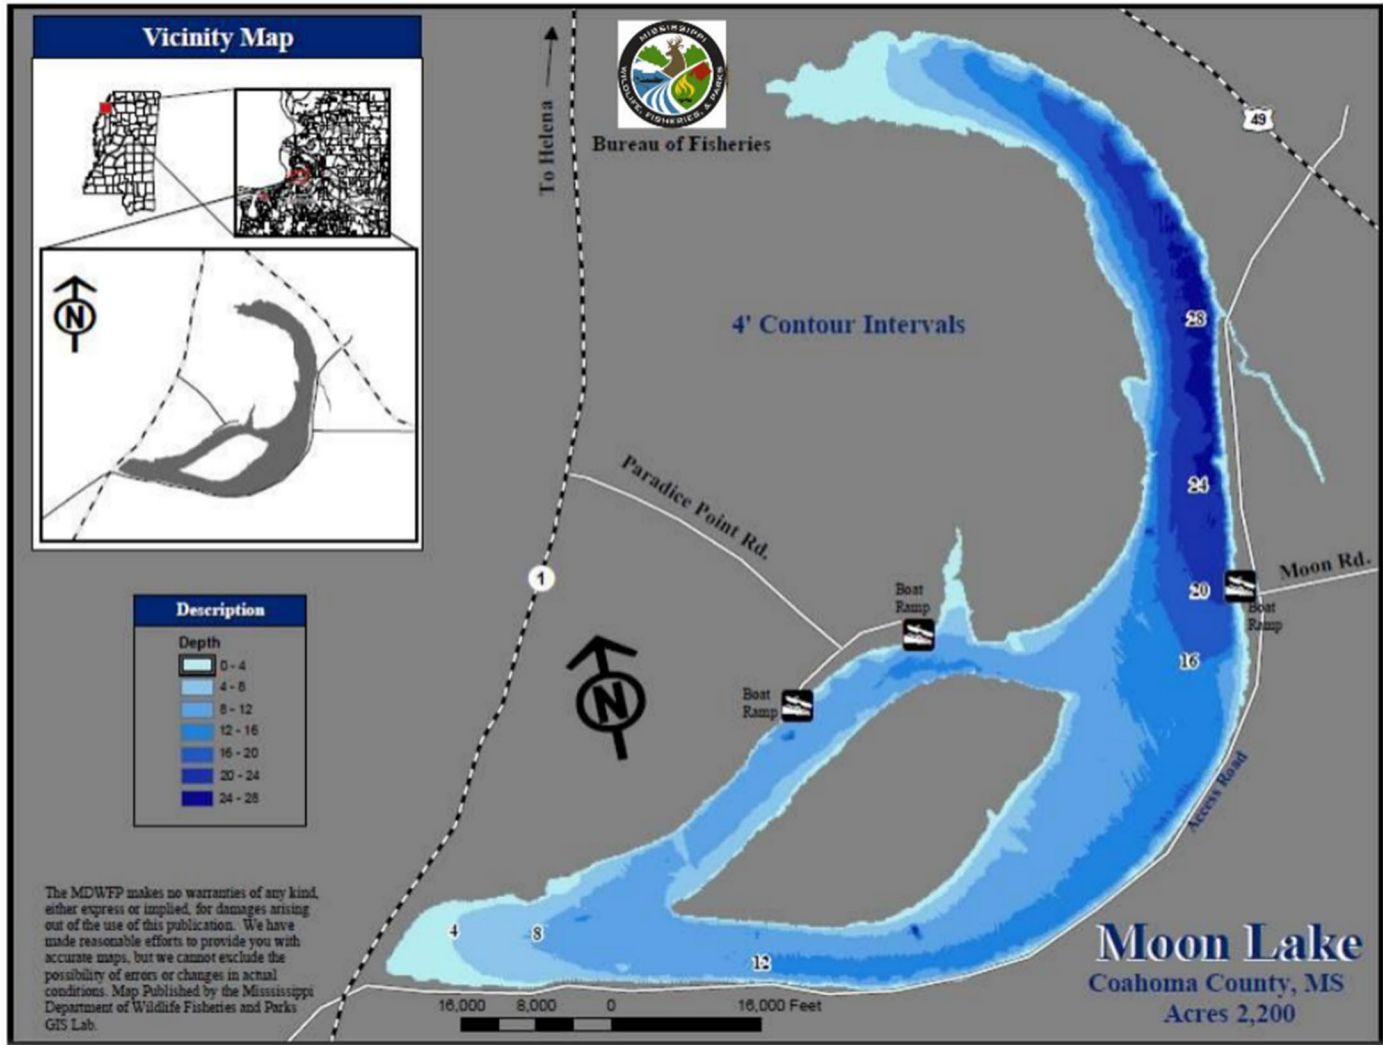 Vicinity Map
N
MISSISSIPPI
WILDLIFE, FISHERIES, & PARKS
Bureau of Fisheries
To Helena
49
4' Contour Intervals
28
24
20
16
Paradice Point Rd.
Moon Rd.
1
Boat
Ramp
Boat
Ramp
Boat
Ramp
Access Road
N
Description
Depth
0 - 4
4 - 8
8 - 12
12 - 16
16 - 20
20 - 24
24 - 28
4
8
12
The MDWFP makes no warranties of any kind,
either express or implied, for damages arising
out of the use of this publication. We have
made reasonable efforts to provide you with
accurate maps, but we cannot exclude the
possibility of errors or changes in actual
conditions. Map Published by the Misssissippi
Department of Wildlife Fisheries and Parks
GIS Lab.
16,000 8,000 0 16,000 Feet
Moon Lake
Coahoma County, MS
Acres 2,200